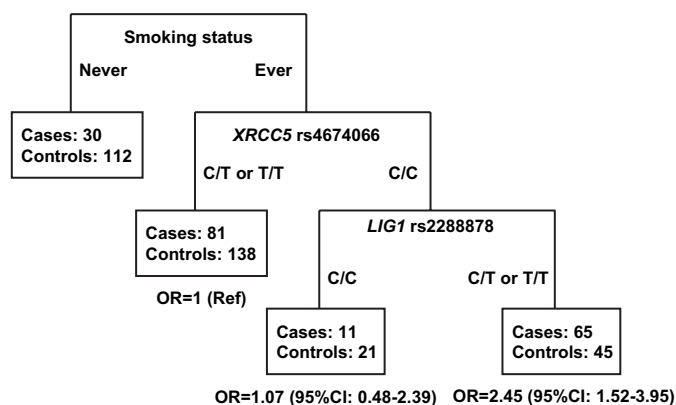 Smoking status
Never Ever
Cases: 30
Controls: 112
XRCC5 rs4674066
C/T or T/T C/C
Cases: 81
Controls: 138
OR=1 (Ref)
LIG1 rs2288878
C/C C/T or T/T
Cases: 11
Controls: 21
Cases: 65
Controls: 45
OR=1.07 (95%CI: 0.48-2.39) OR=2.45 (95%CI: 1.52-3.95)